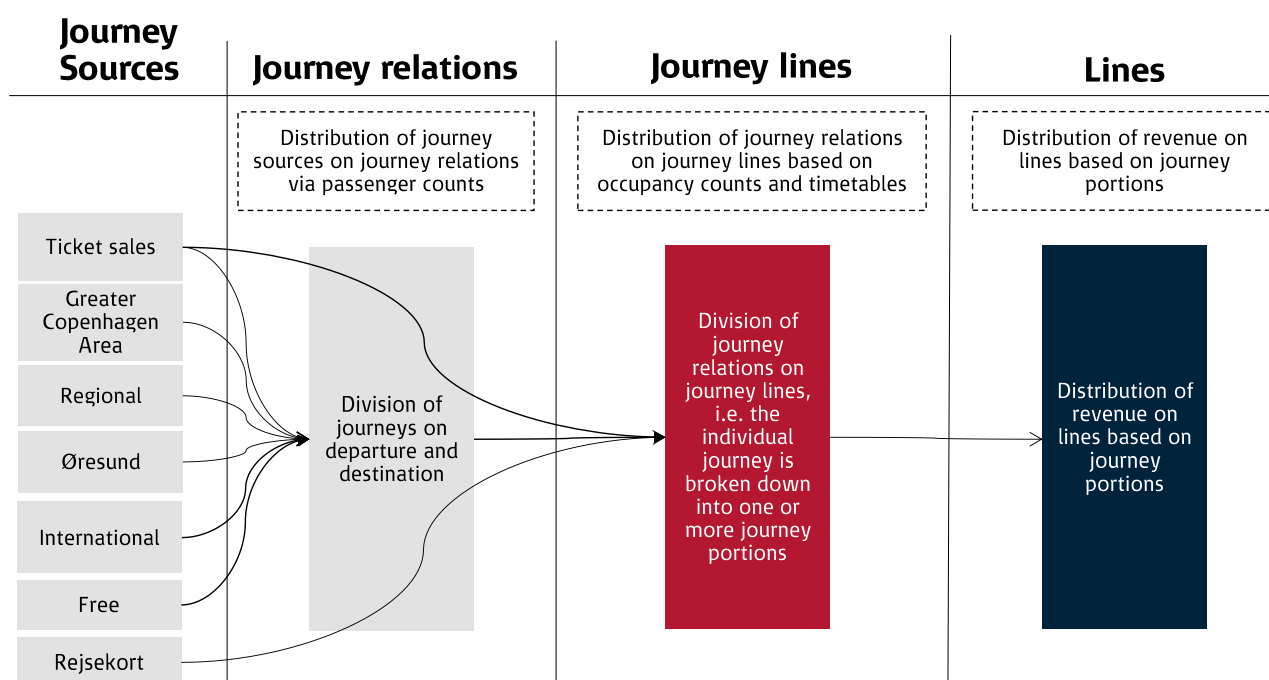 Journey
Sources
Journey relations
Journey lines
Lines
Distribution of journey
sources on journey relations
via passenger counts
Distribution of journey relations
on journey lines based on
occupancy counts and timetables
Distribution of revenue on
lines based on journey
portions
Ticket sales
Greater
Copenhagen
Area
Regional
Øresund
International
Free
Rejsekort
Division of
journeys on
departure and
destination
Division of
journey
relations on
journey lines,
i.e. the
individual
journey is
broken down
into one or
more journey
portions
Distribution of
revenue on
lines based on
journey
portions